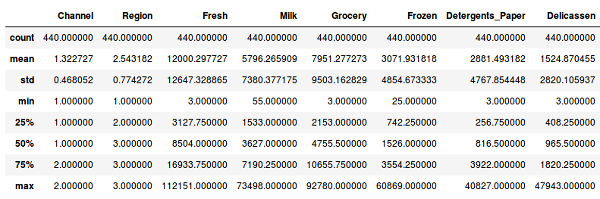 Channel Region Fresh Milk Grocery Frozen Detergents_Paper Delicassen
count 440.000000 440.000000 440.000000 440.000000 440.000000 440.000000 440.000000 440.000000
mean 1.322727 2.543182 12000.297727 5796.265909 7951.277273 3071.931818 2881.493182 1524.870455
std 0.468052 0.774272 12647.328865 7380.377175 9503.162829 4854.673333 4767.854448 2820.105937
min 1.000000 1.000000 3.000000 55.000000 3.000000 25.000000 3.000000 3.000000
25% 1.000000 2.000000 3127.750000 1533.000000 2153.000000 742.250000 256.750000 408.250000
50% 1.000000 3.000000 8504.000000 3627.000000 4755.500000 1526.000000 816.500000 965.500000
75% 2.000000 3.000000 16933.750000 7190.250000 10655.750000 3554.250000 3922.000000 1820.250000
max 2.000000 3.000000 112151.000000 73498.000000 92780.000000 60869.000000 40827.000000 47943.000000